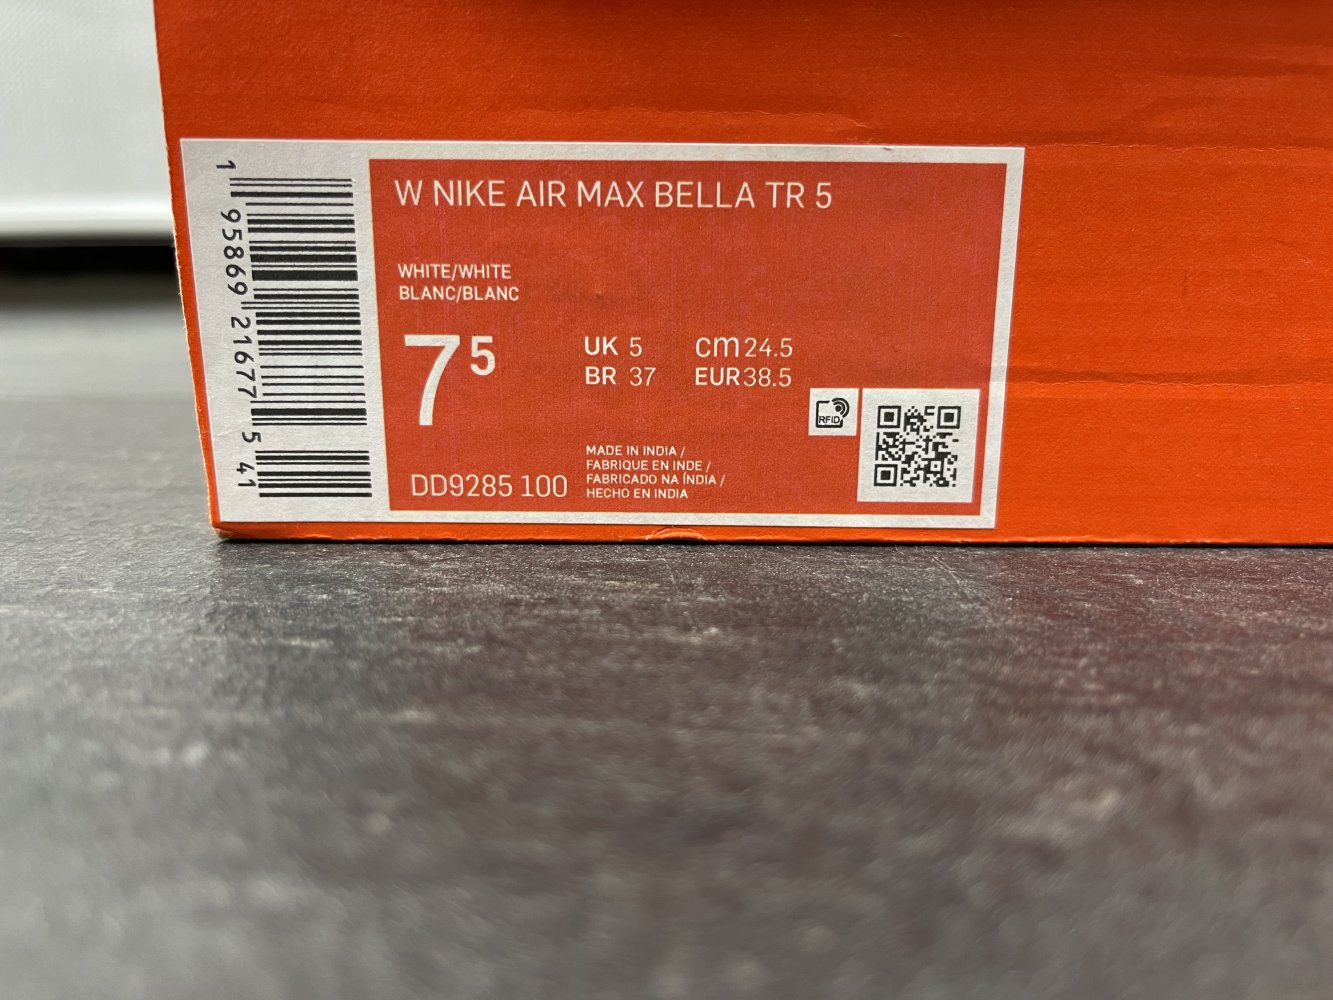 W NIKE AIR MAX BELLA TR 5
WHITE/WHITE
BLANC/BLANC
7 5
UK 5
BR 37
cm 24.5
EUR 38.5
RFID
DD9285 100
MADE IN INDIA /
FABRIQUE EN INDE /
FABRICADO NA ÍNDIA /
HECHO EN INDIA
1 95869 21677 5 41